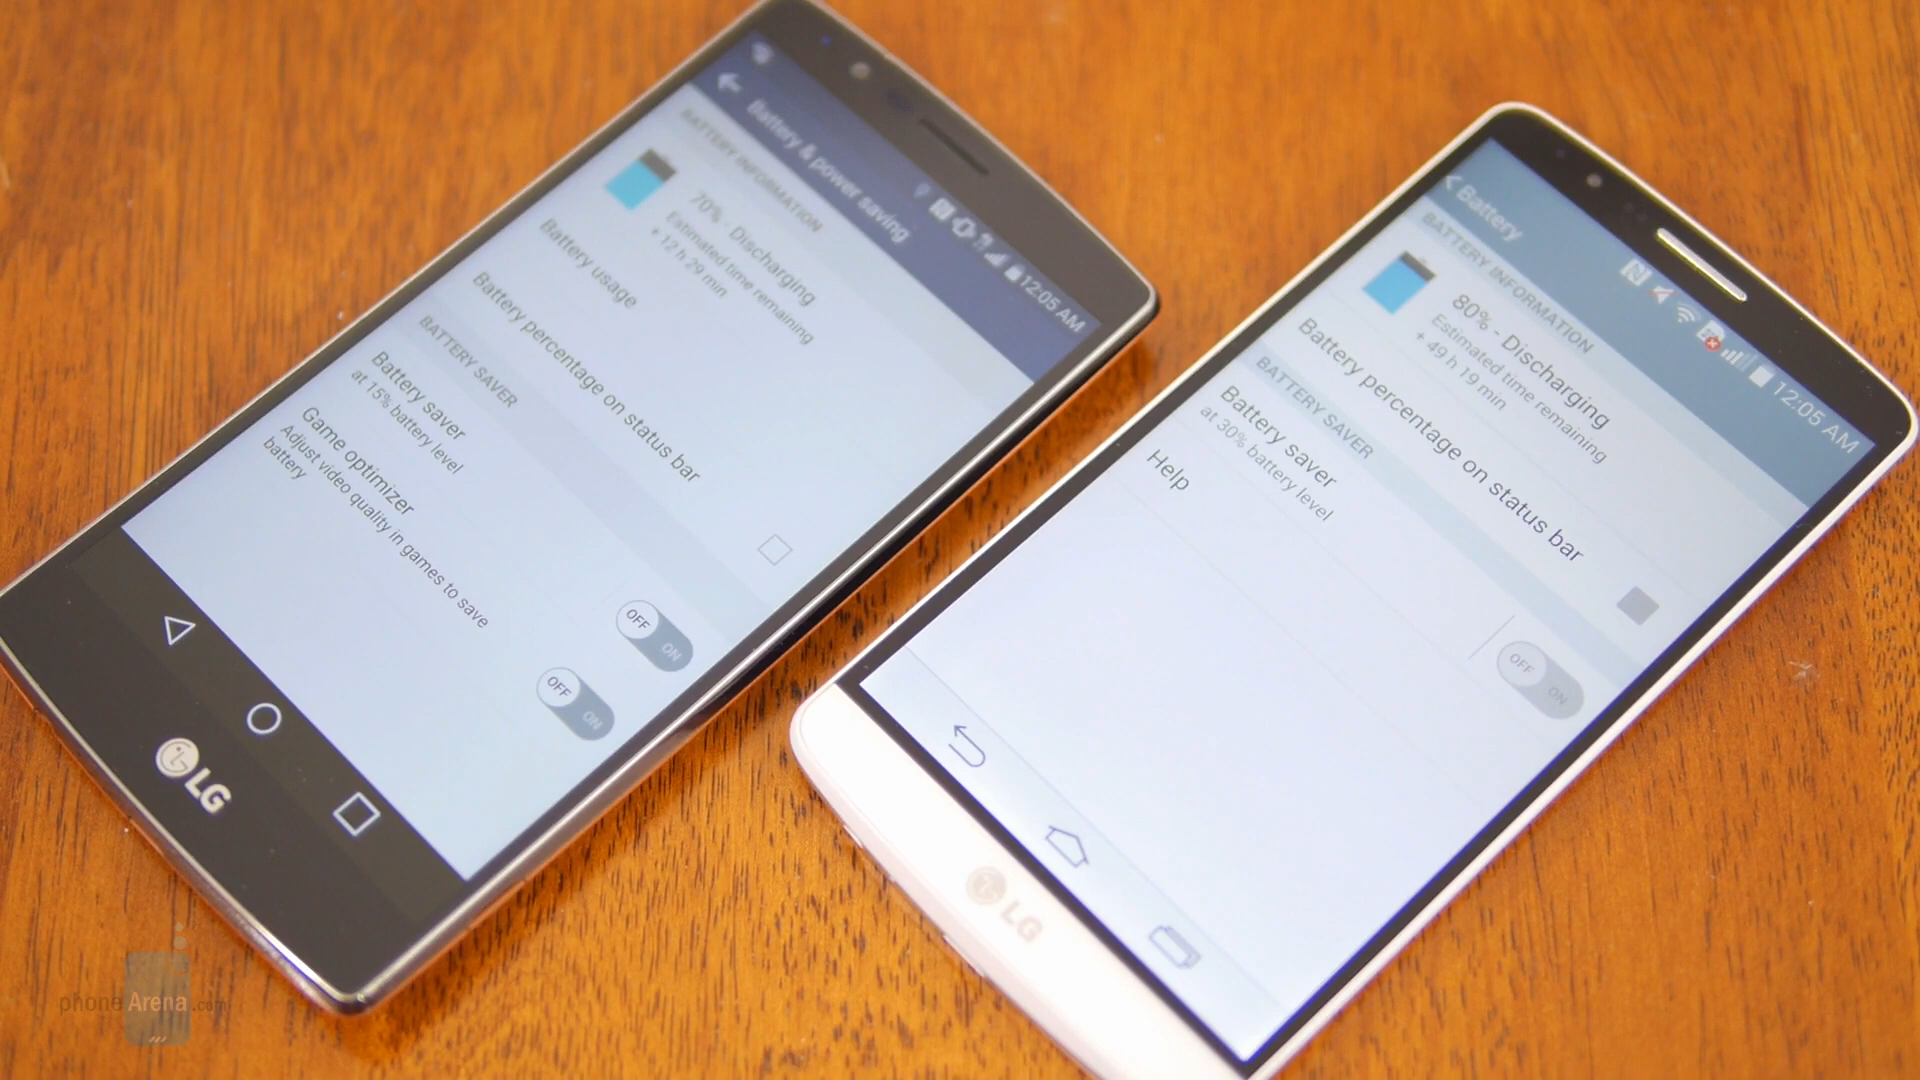 12:05 AM
Battery & power saving
BATTERY INFORMATION
70% - Discharging
Estimated time remaining
+ 12 h 29 min
Battery usage
Battery percentage on status bar
BATTERY SAVER
Battery saver
at 15% battery level
OFF ON
Game optimizer
Adjust video quality in games to save
battery
OFF ON
LG
12:05 AM
Battery
BATTERY INFORMATION
80% - Discharging
Estimated time remaining
+ 49 h 19 min
Battery percentage on status bar
BATTERY SAVER
Battery saver
at 30% battery level
OFF ON
Help
LG
phoneArena.com